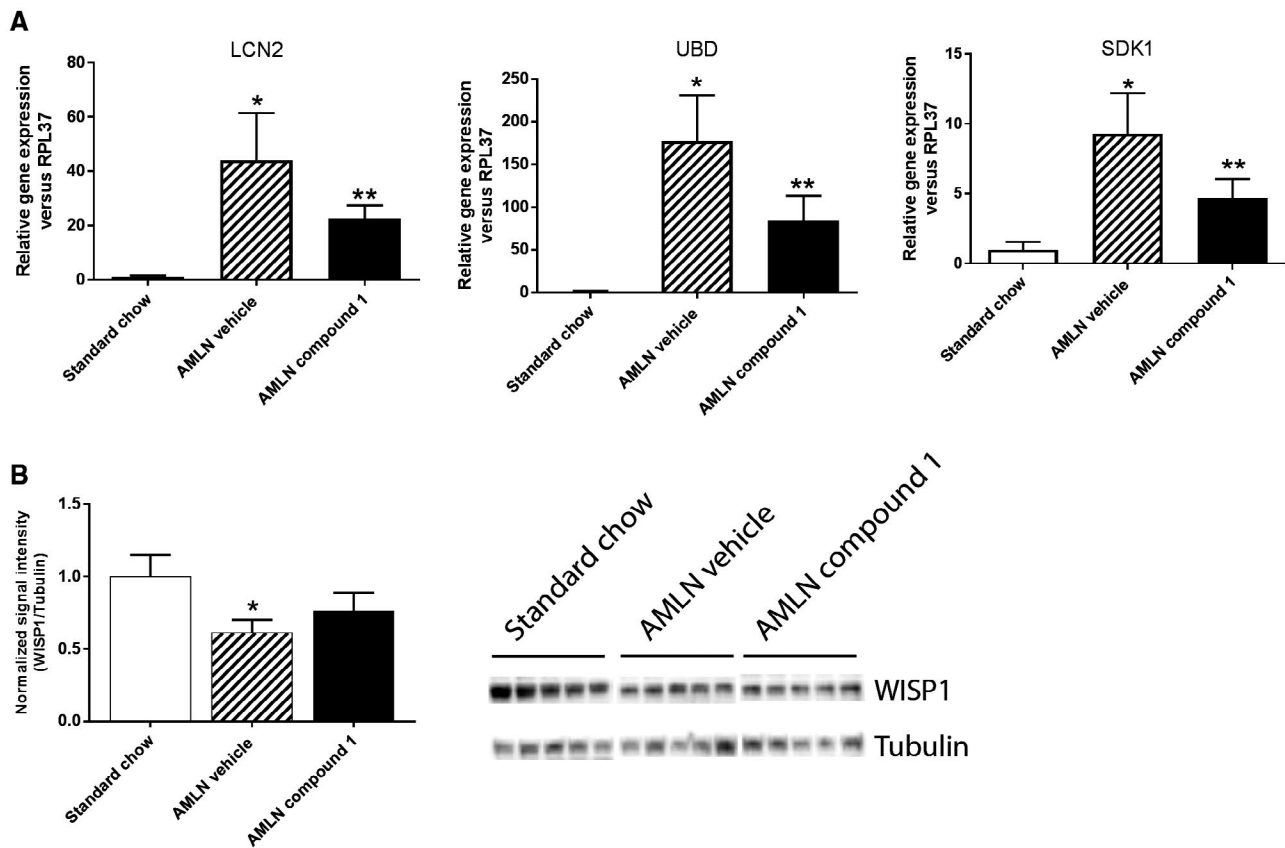 A
LCN2
Relative gene expression
versus RPL37
80
60
40
20
0
*
**
Standard chow
AMLN vehicle
AMLN compound 1
UBD
Relative gene expression
versus RPL37
250
200
150
100
50
0
*
**
Standard chow
AMLN vehicle
AMLN compound 1
SDK1
Relative gene expression
versus RPL37
15
10
5
0
*
**
Standard chow
AMLN vehicle
AMLN compound 1
B
Normalized signal intensity
(WISP1/Tubulin)
1.5
1.0
0.5
0.0
*
Standard chow
AMLN vehicle
AMLN compound 1
Standard chow
AMLN vehicle
AMLN compound 1
WISP1
Tubulin